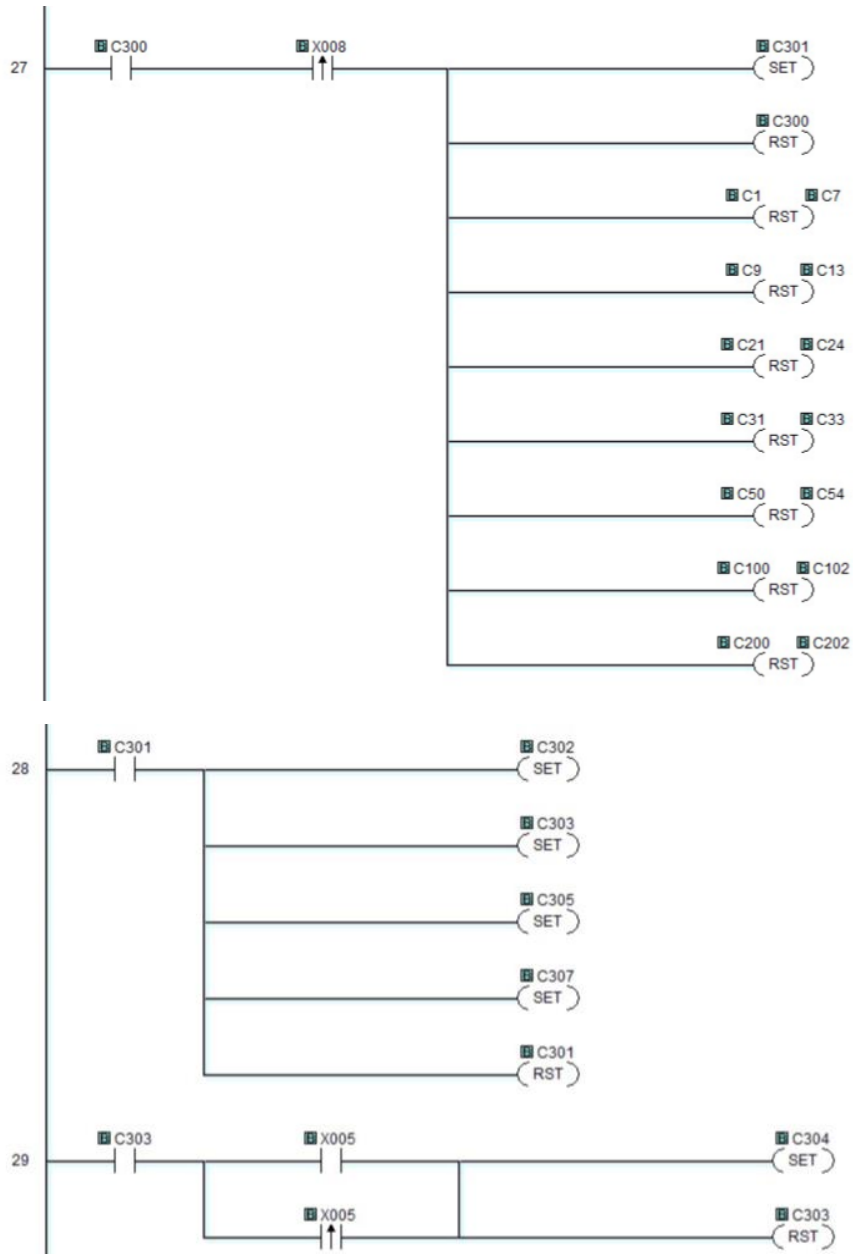 C300 X008 C301
27 SET
C300
RST
C1 C7
RST
C9 C13
RST
C21 C24
RST
C31 C33
RST
C50 C54
RST
C100 C102
RST
C200 C202
RST
C301 C302
28 SET
C303
SET
C305
SET
C307
SET
C301
RST
C303 X005 C304
29 SET
X005 C303
RST